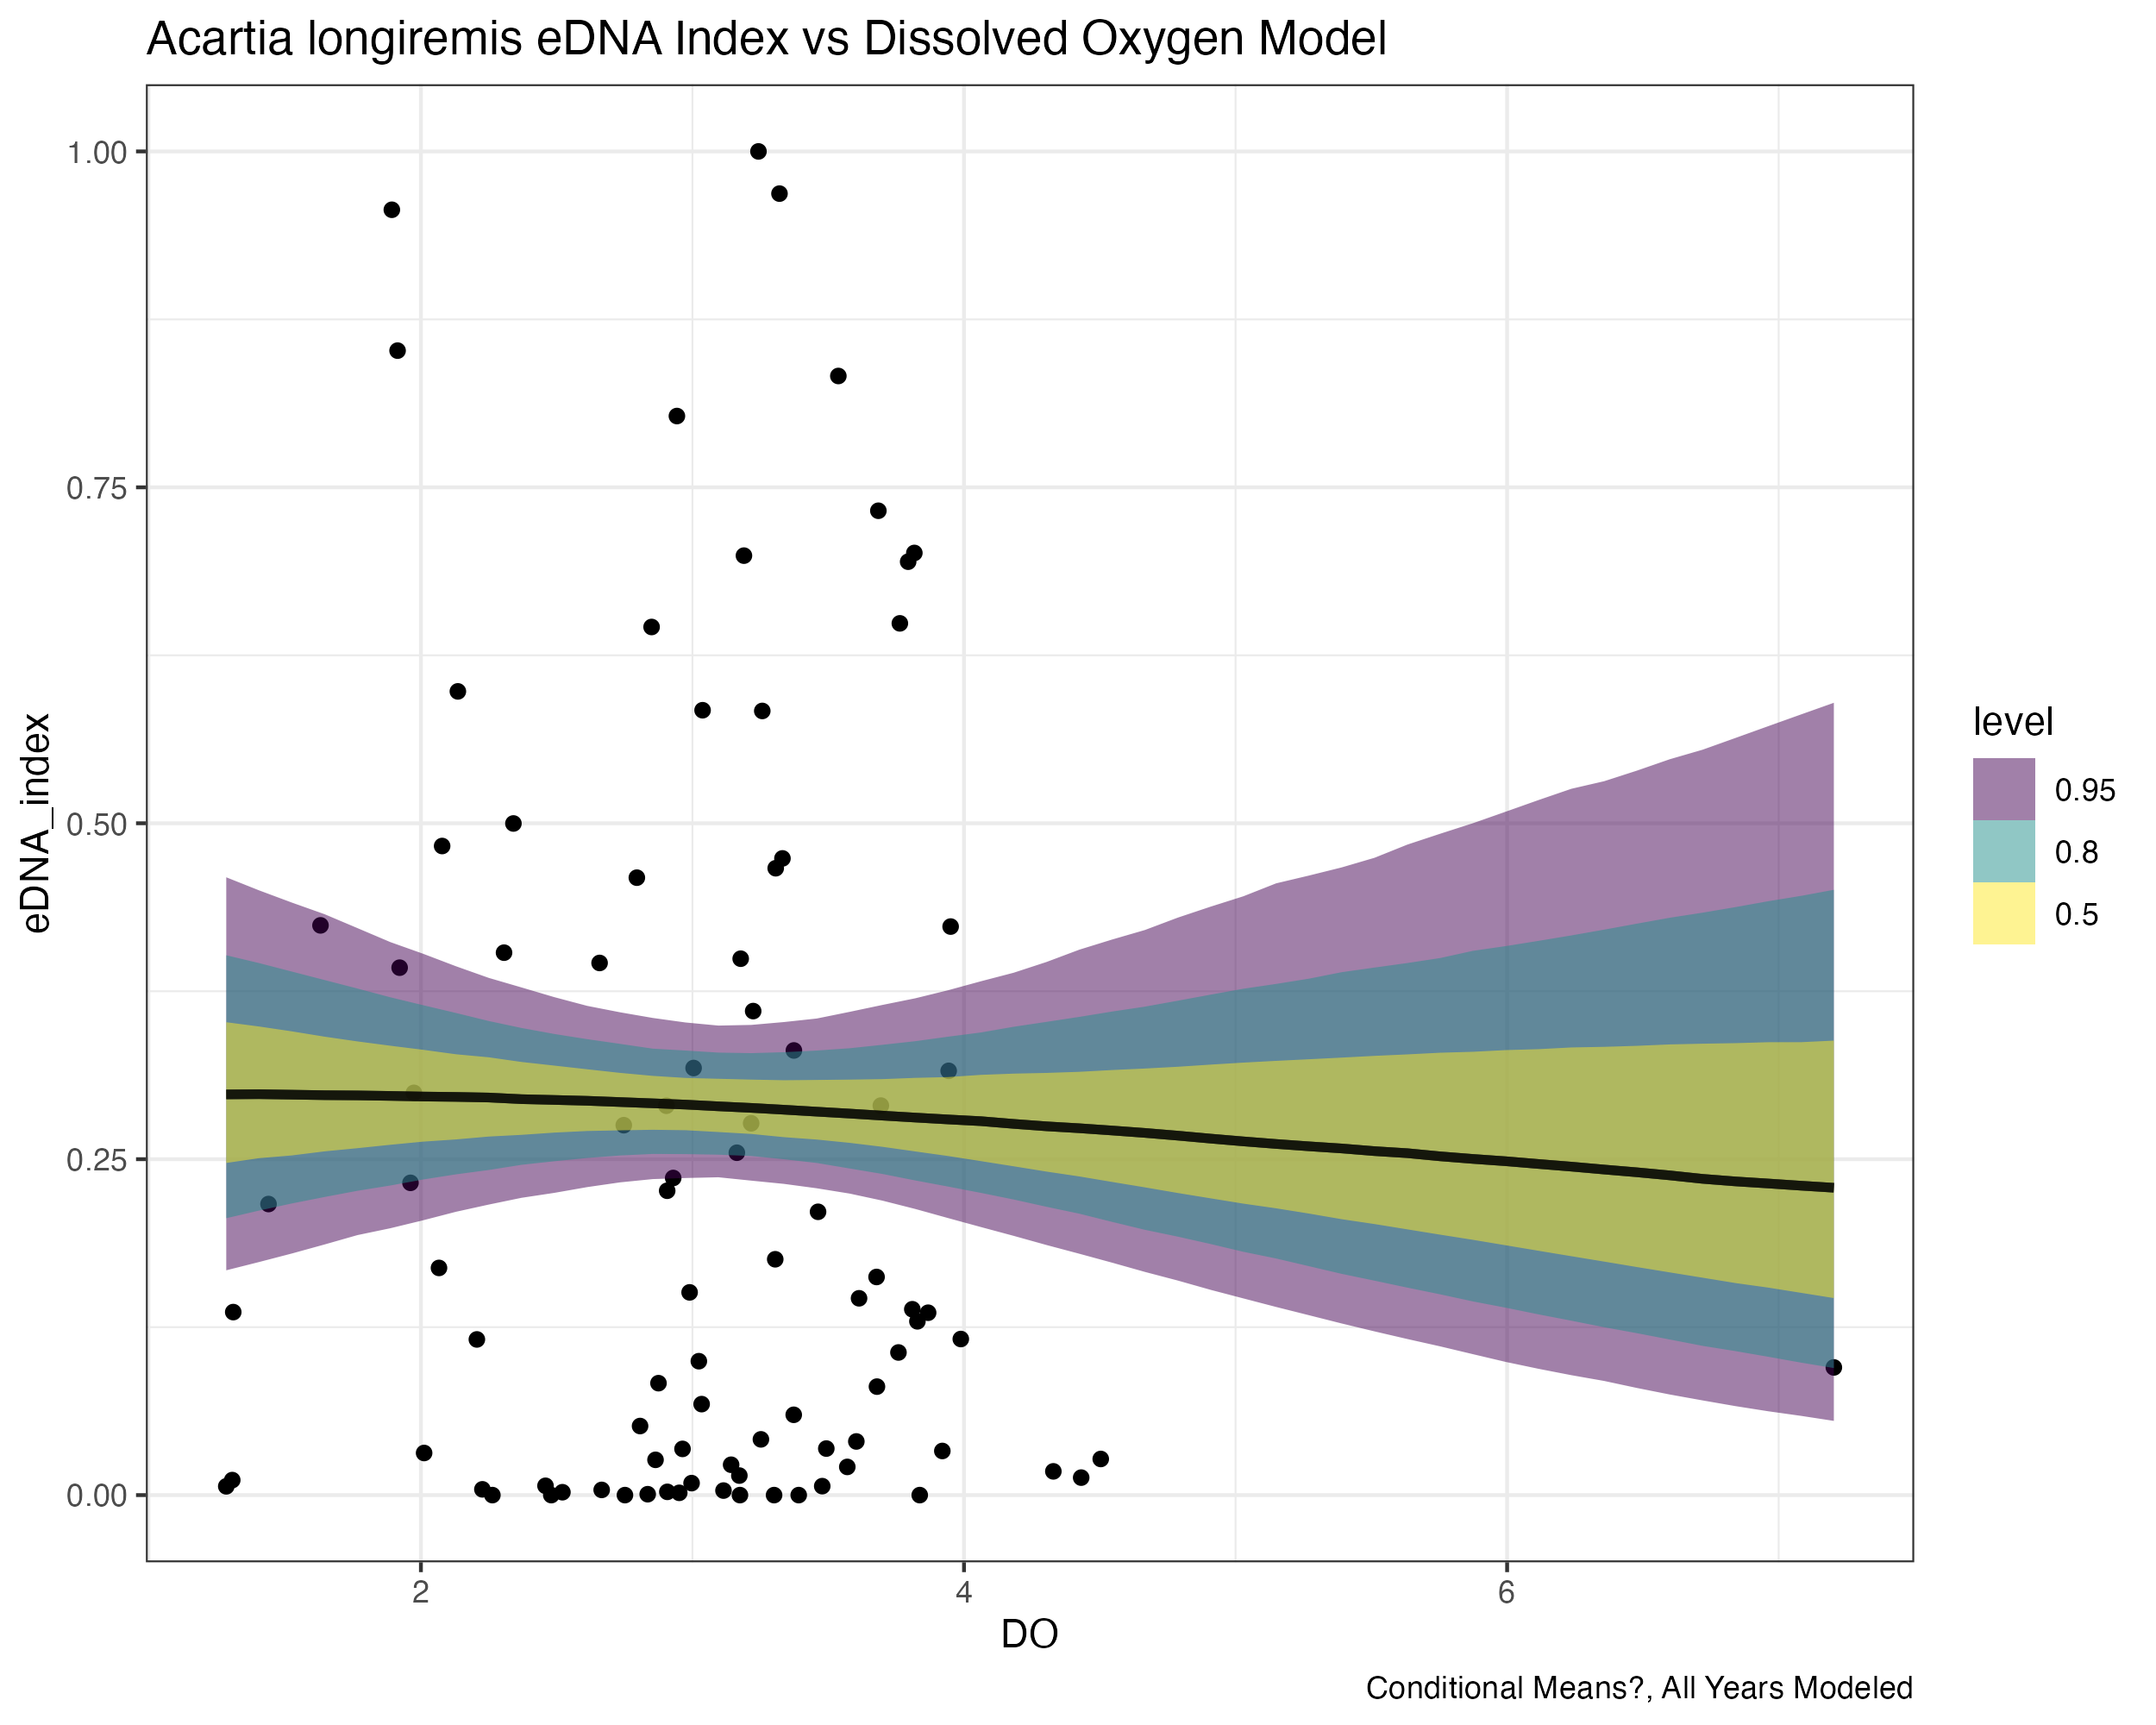 Acartia longiremis eDNA Index vs Dissolved Oxygen Model
eDNA_index
1.00
0.75
0.50
0.25
0.00
2
4
6
DO
level
0.95
0.8
0.5
Conditional Means?, All Years Modeled